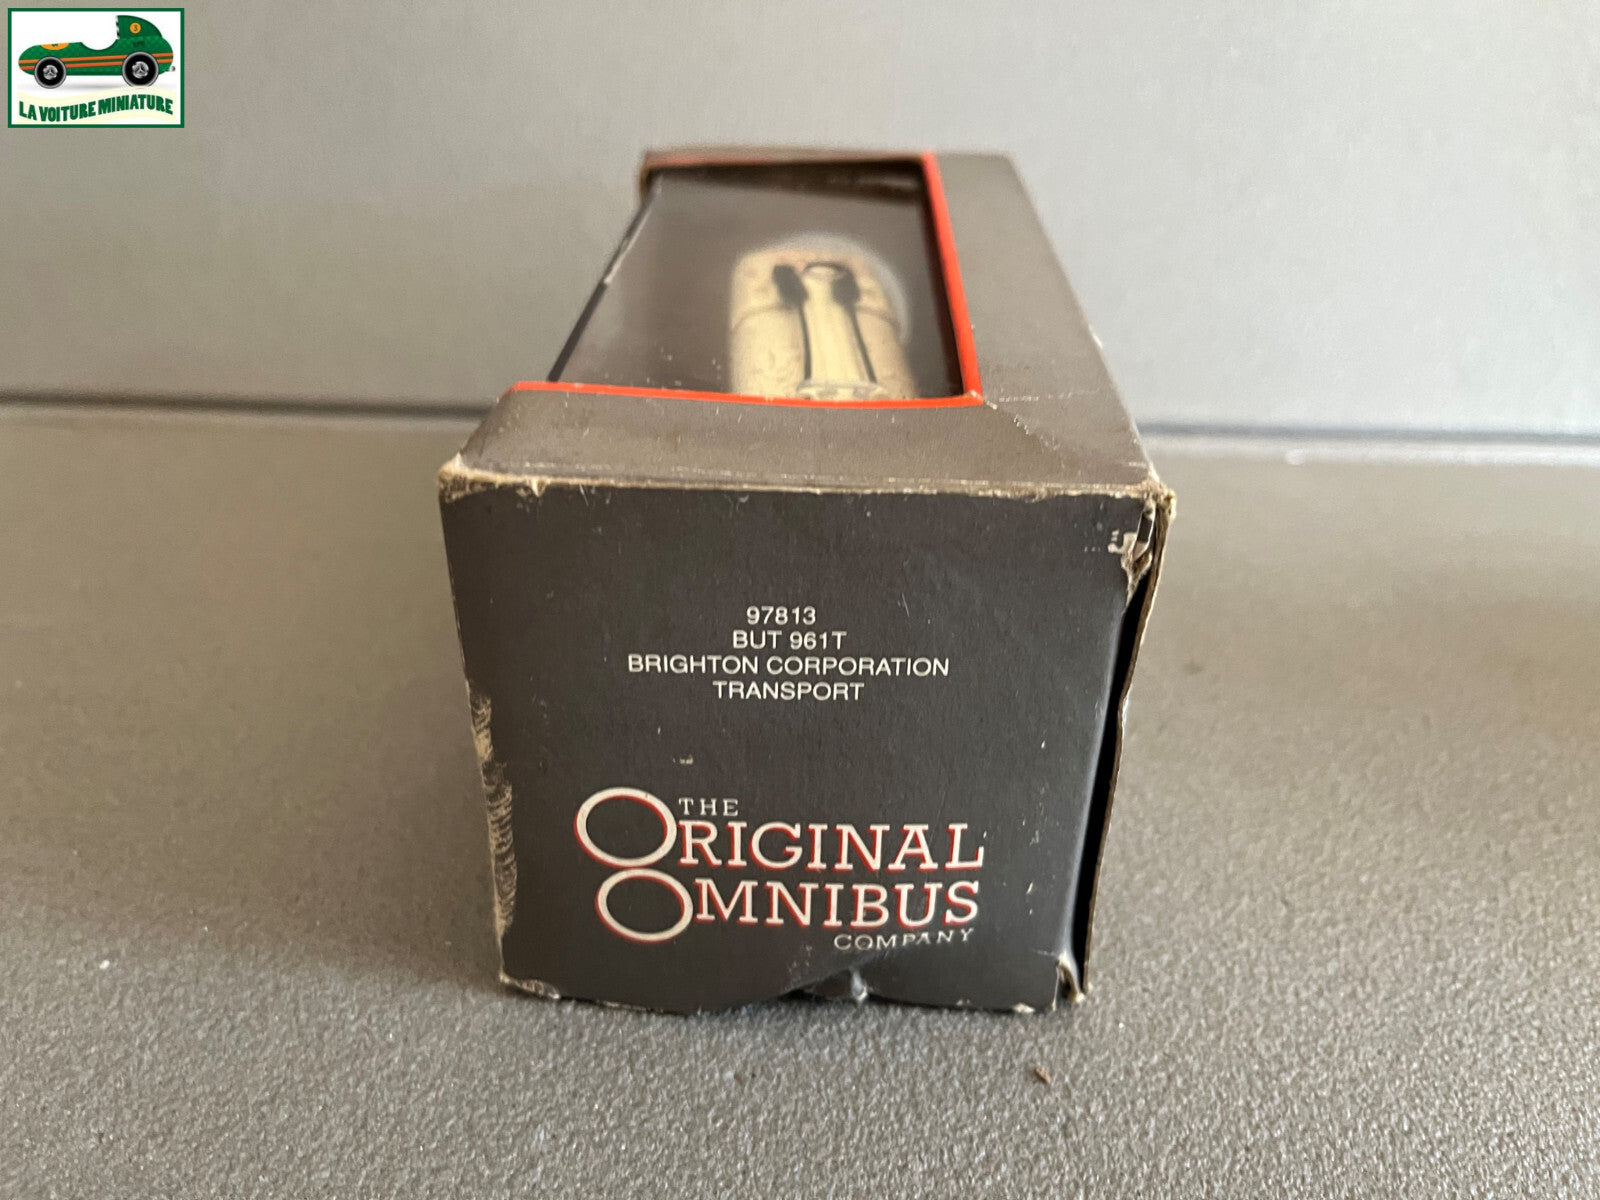 LA VOITURE MINIATURE
97813
BUT 961T
BRIGHTON CORPORATION
TRANSPORT
THE
ORIGINAL
OMNIBUS
COMPANY